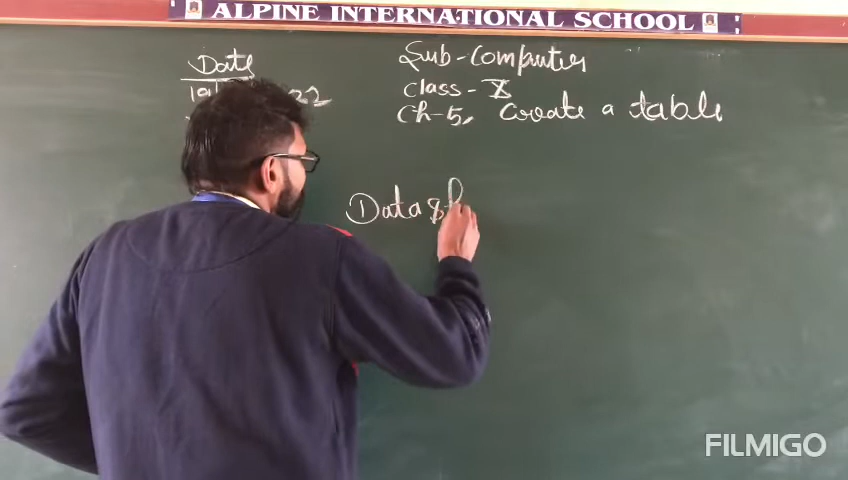 ALPINE INTERNATIONAL SCHOOL
Date
Sub-Computer
Class - X
Ch-5, Create a table
Data
FILMIGO